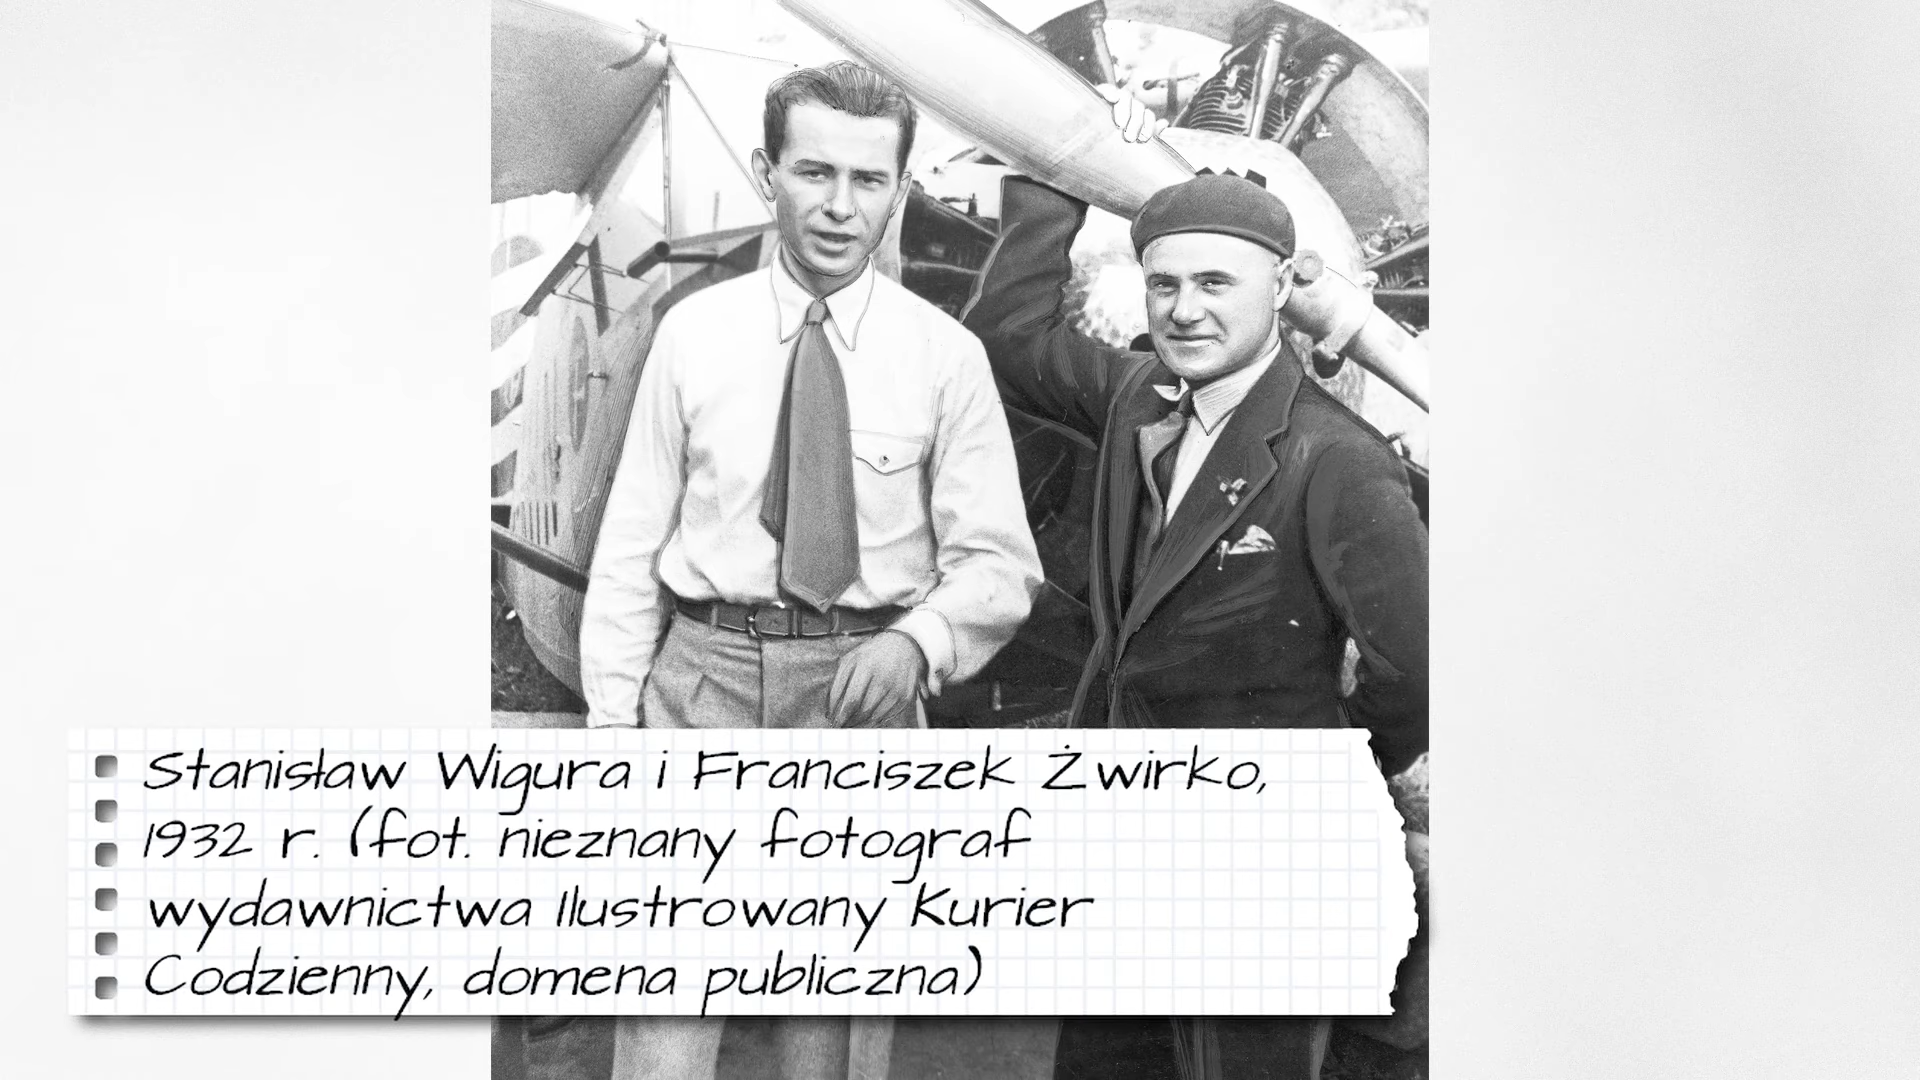 Stanisław Wigura i Franciszek Żwirko,
1932 r. (fot. nieznany fotograf
wydawnictwa Ilustrowany Kurier
Codzienny, domena publiczna)